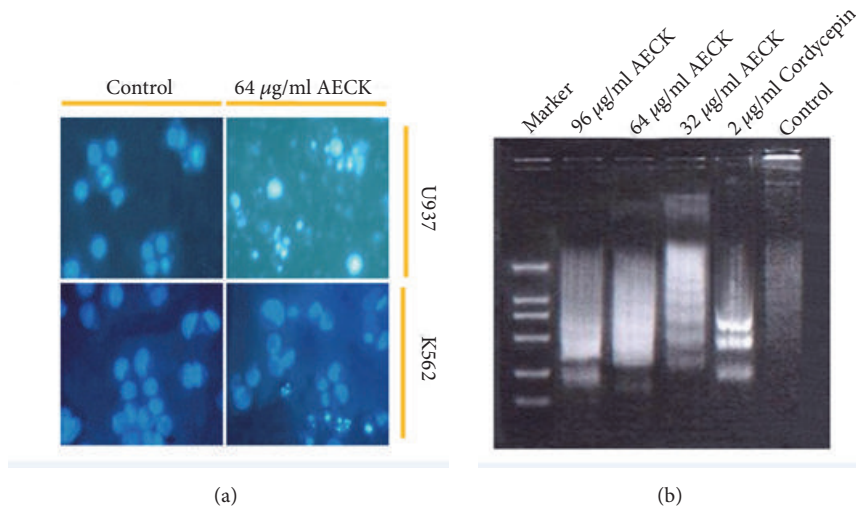 Control
64 μg/ml AECK
U937
K562
(a)
Marker
96 μg/ml AECK
64 μg/ml AECK
32 μg/ml AECK
2 μg/ml Cordycepin
Control
(b)